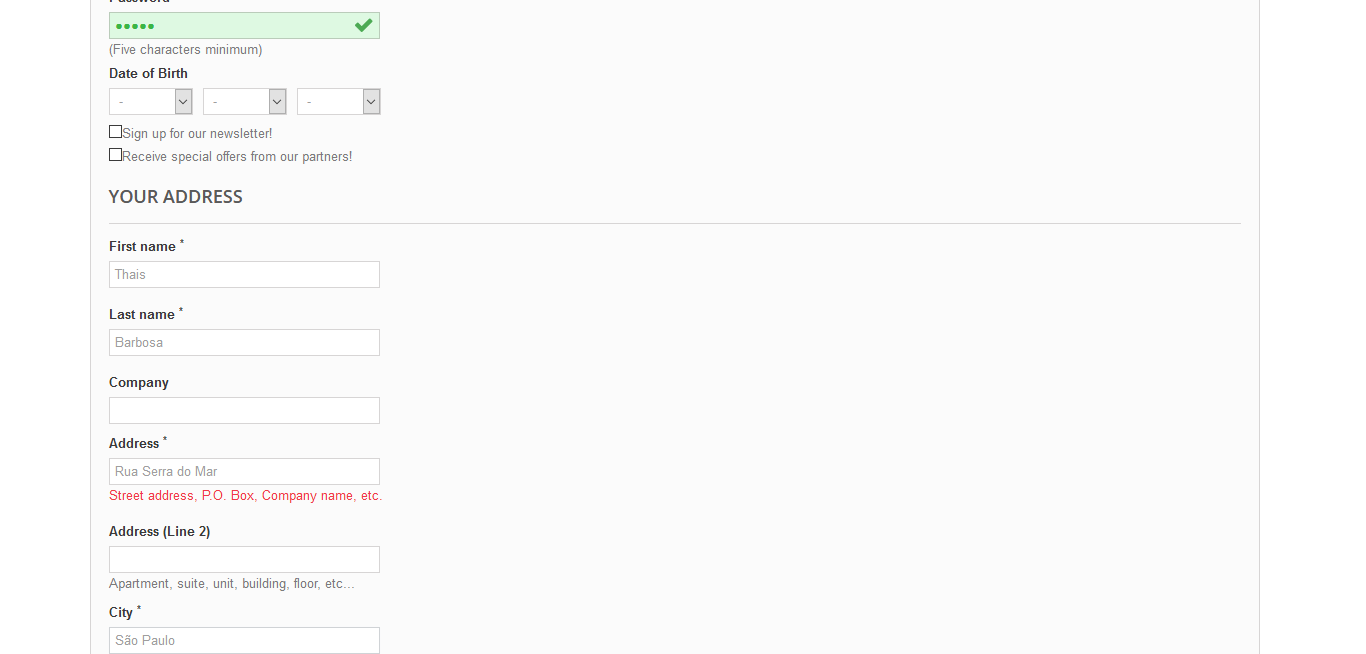 Password
•••••
(Five characters minimum)
Date of Birth
- - -
Sign up for our newsletter!
Receive special offers from our partners!
YOUR ADDRESS
First name *
Thais
Last name *
Barbosa
Company
Address *
Rua Serra do Mar
Street address, P.O. Box, Company name, etc.
Address (Line 2)
Apartment, suite, unit, building, floor, etc...
City *
São Paulo